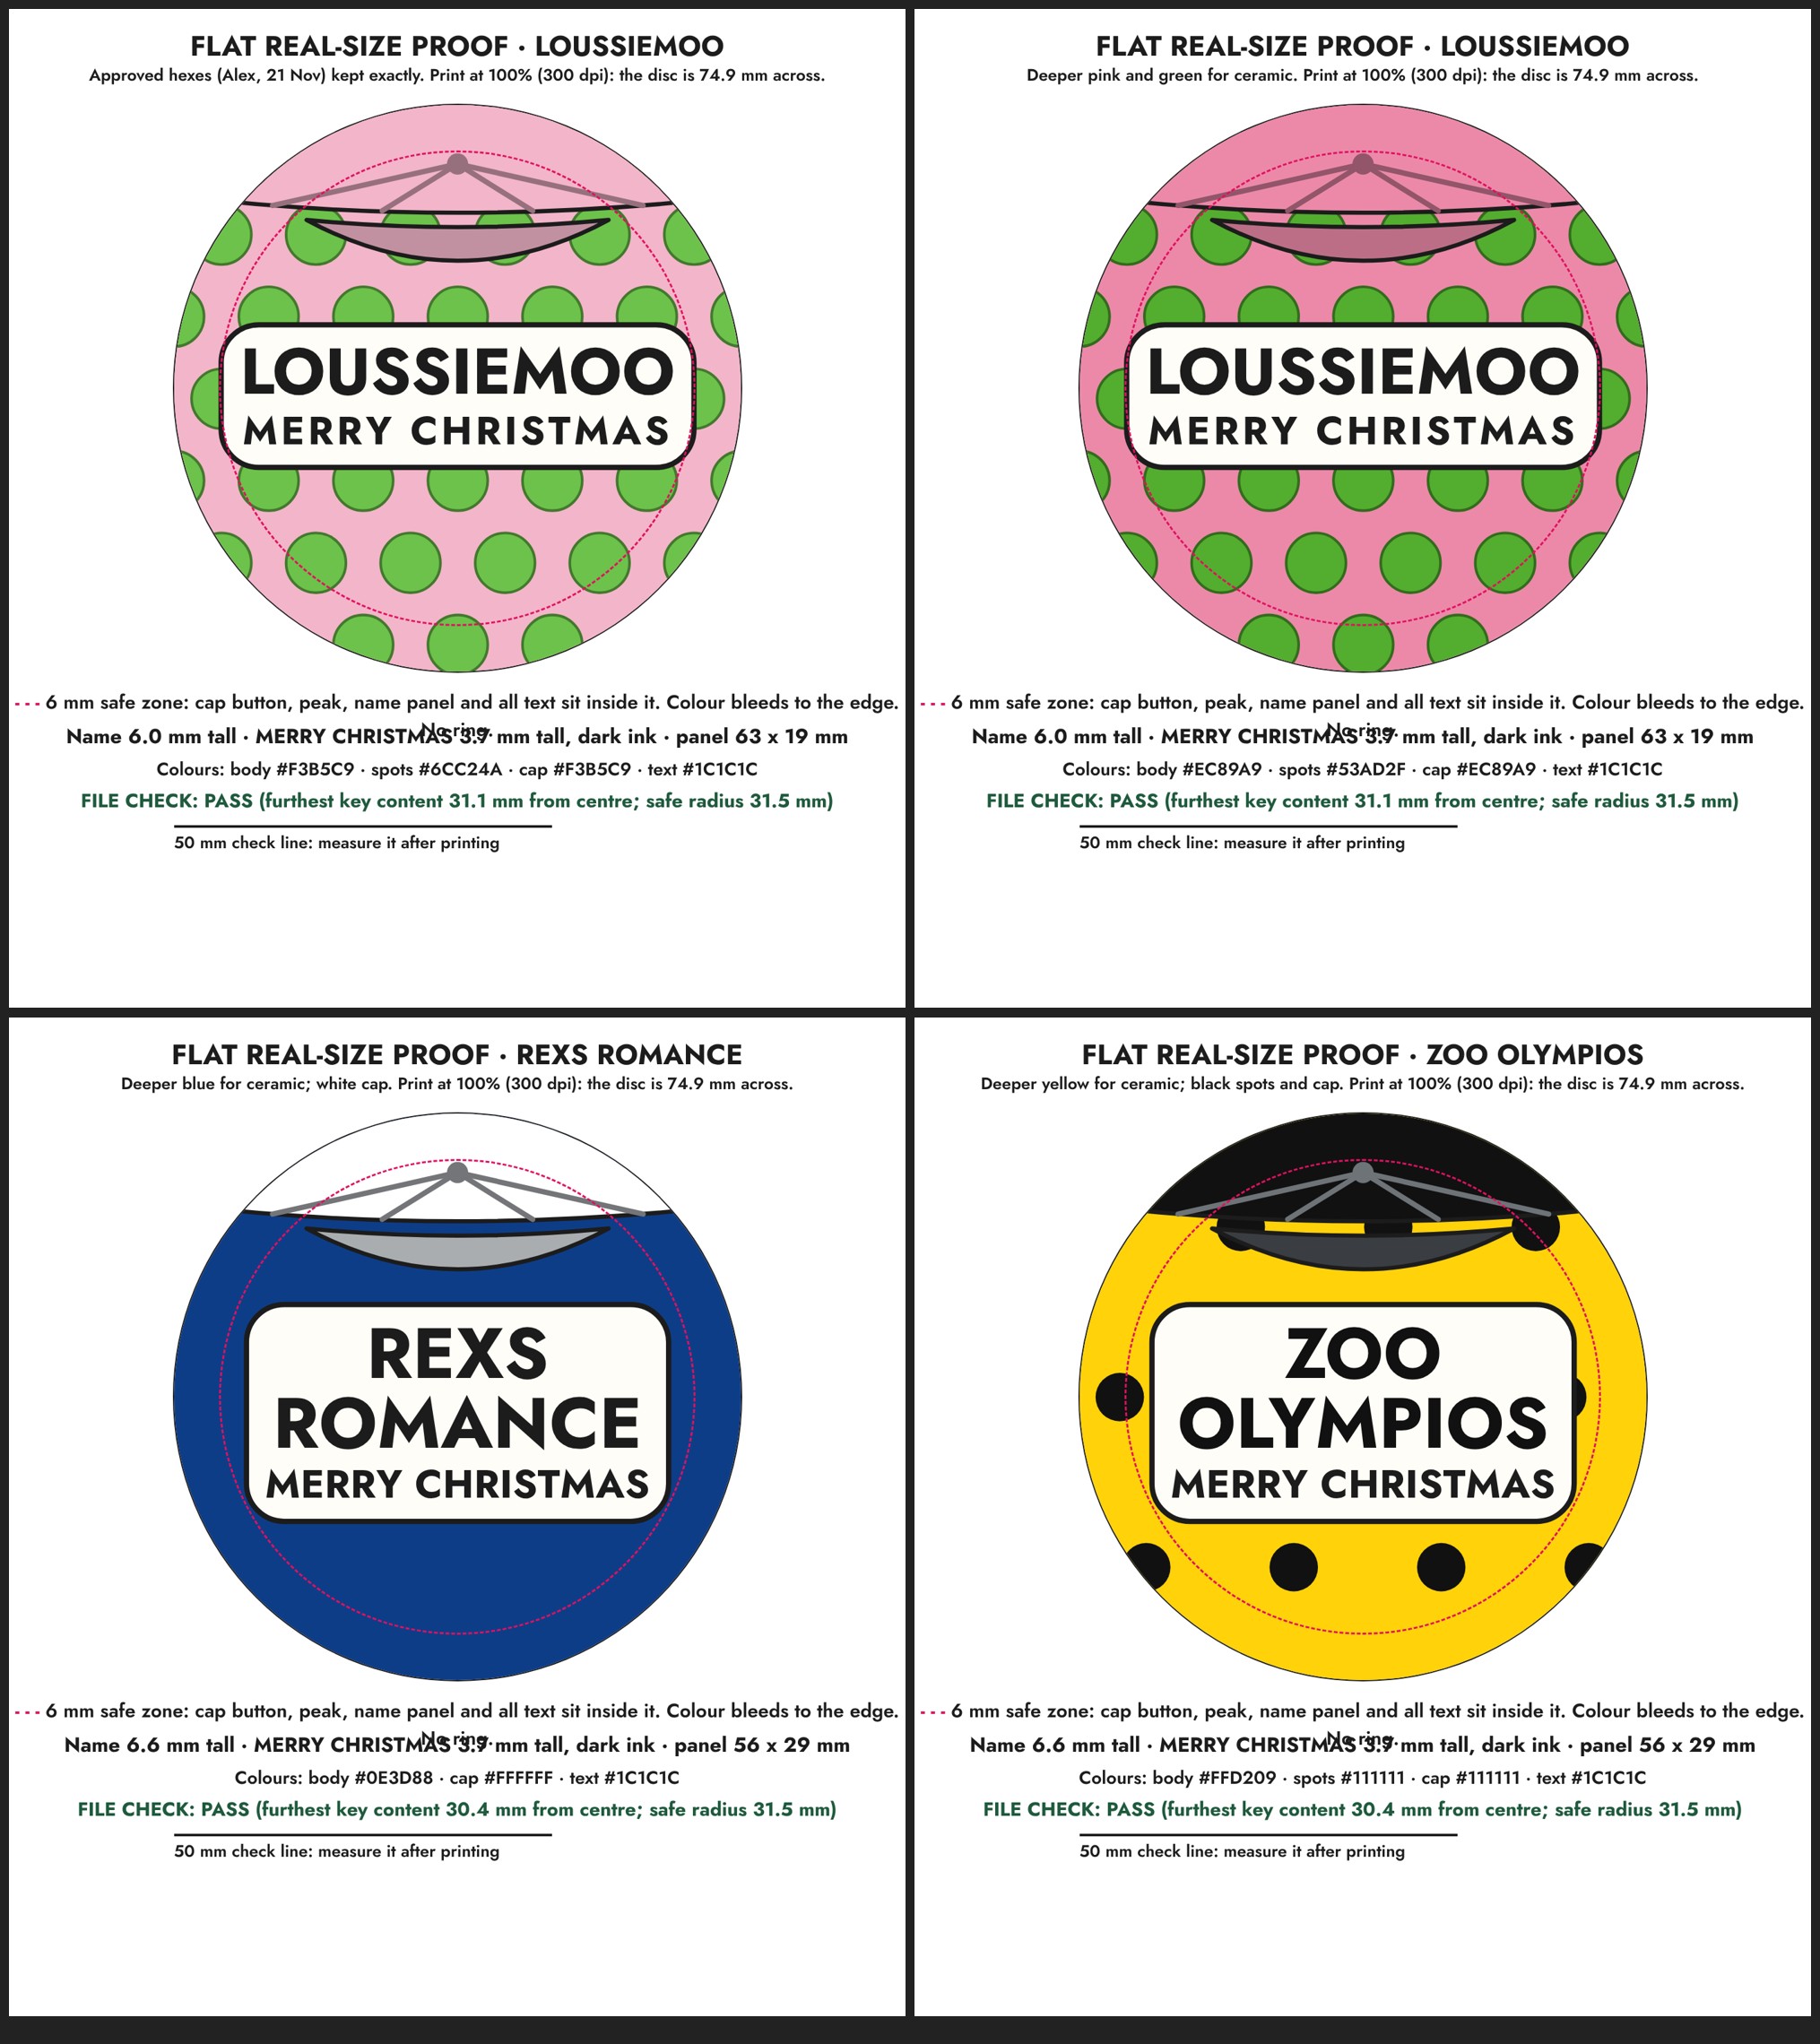 FLAT REAL-SIZE PROOF · LOUSSIEMOO
Approved hexes (Alex, 21 Nov) kept exactly. Print at 100% (300 dpi): the disc is 74.9 mm across.
LOUSSIEMOO
MERRY CHRISTMAS
6 mm safe zone: cap button, peak, name panel and all text sit inside it. Colour bleeds to the edge.
No ring.
Name 6.0 mm tall · MERRY CHRISTMAS 3.7 mm tall, dark ink · panel 63 x 19 mm
Colours: body #F3B5C9 · spots #6CC24A · cap #F3B5C9 · text #1C1C1C
FILE CHECK: PASS (furthest key content 31.1 mm from centre; safe radius 31.5 mm)
50 mm check line: measure it after printing
FLAT REAL-SIZE PROOF · LOUSSIEMOO
Deeper pink and green for ceramic. Print at 100% (300 dpi): the disc is 74.9 mm across.
LOUSSIEMOO
MERRY CHRISTMAS
6 mm safe zone: cap button, peak, name panel and all text sit inside it. Colour bleeds to the edge.
No ring.
Name 6.0 mm tall · MERRY CHRISTMAS 3.7 mm tall, dark ink · panel 63 x 19 mm
Colours: body #EC89A9 · spots #53AD2F · cap #EC89A9 · text #1C1C1C
FILE CHECK: PASS (furthest key content 31.1 mm from centre; safe radius 31.5 mm)
50 mm check line: measure it after printing
FLAT REAL-SIZE PROOF · REXS ROMANCE
Deeper blue for ceramic; white cap. Print at 100% (300 dpi): the disc is 74.9 mm across.
REXS
ROMANCE
MERRY CHRISTMAS
6 mm safe zone: cap button, peak, name panel and all text sit inside it. Colour bleeds to the edge.
No ring.
Name 6.6 mm tall · MERRY CHRISTMAS 3.7 mm tall, dark ink · panel 56 x 29 mm
Colours: body #0E3D88 · cap #FFFFFF · text #1C1C1C
FILE CHECK: PASS (furthest key content 30.4 mm from centre; safe radius 31.5 mm)
50 mm check line: measure it after printing
FLAT REAL-SIZE PROOF · ZOO OLYMPIOS
Deeper yellow for ceramic; black spots and cap. Print at 100% (300 dpi): the disc is 74.9 mm across.
ZOO
OLYMPIOS
MERRY CHRISTMAS
6 mm safe zone: cap button, peak, name panel and all text sit inside it. Colour bleeds to the edge.
No ring.
Name 6.6 mm tall · MERRY CHRISTMAS 3.7 mm tall, dark ink · panel 56 x 29 mm
Colours: body #FFD209 · spots #111111 · cap #111111 · text #1C1C1C
FILE CHECK: PASS (furthest key content 30.4 mm from centre; safe radius 31.5 mm)
50 mm check line: measure it after printing